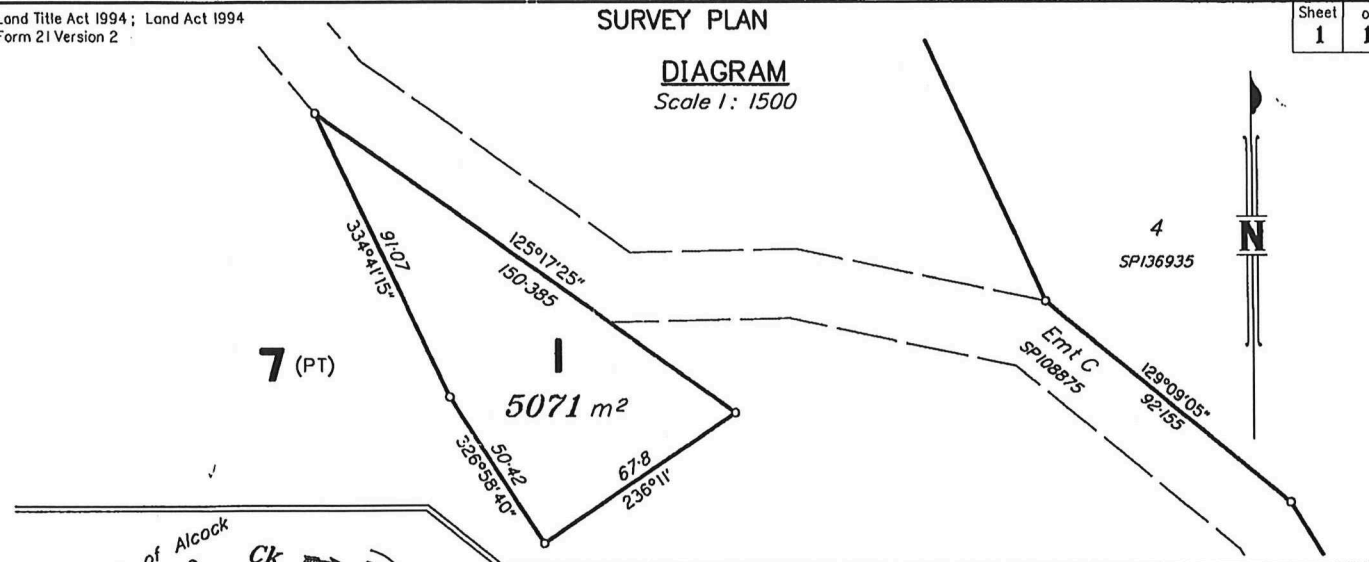 Land Title Act 1994 ; Land Act 1994
Form 21 Version 2
SURVEY PLAN
Sheet
1
1
DIAGRAM
Scale 1 : 1500
4
SP136935
N
125°17'25"
150·385
91·07
334°41'15"
7 (PT)
1
5071 m²
Emt C
SP108875
129°09'05"
92·155
50·42
326°58'40"
67·8
236°11'
of Alcock
Ck